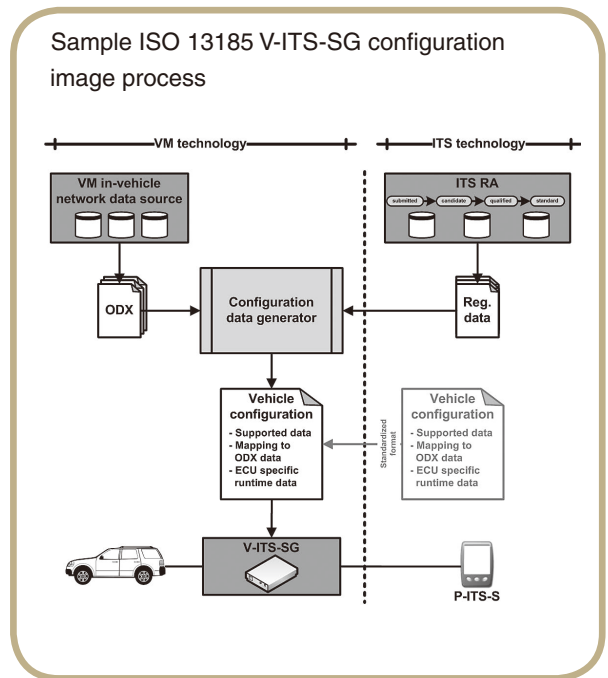 Sample ISO 13185 V-ITS-SG configuration
image process
VM technology
ITS technology
VM in-vehicle
network data source
ITS RA
submitted
candidate
qualified
standard
ODX
Configuration
data generator
Reg.
data
Vehicle
configuration
- Supported data
- Mapping to
ODX data
- ECU specific
runtime data
Standardized
format
Vehicle
configuration
- Supported data
- Mapping to
ODX data
- ECU specific
runtime data
V-ITS-SG
P-ITS-S